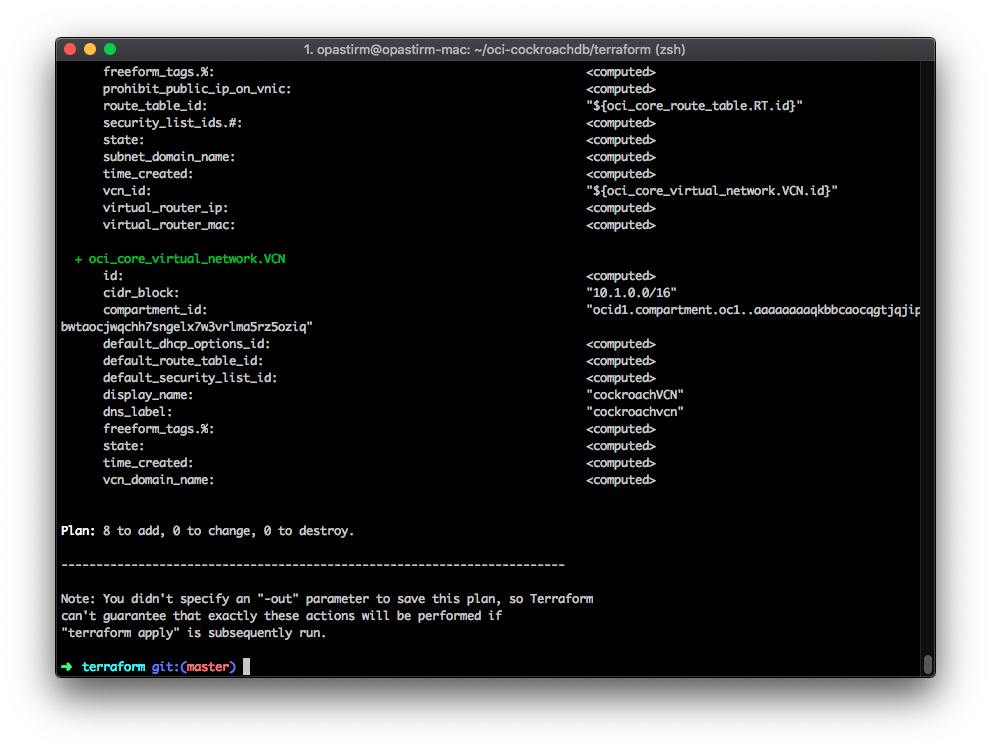 1. opastirm@opastirm-mac: ~/oci-cockroachdb/terraform (zsh)
freeform_tags.%: <computed>
prohibit_public_ip_on_vnic: <computed>
route_table_id: "${oci_core_route_table.RT.id}"
security_list_ids.#: <computed>
state: <computed>
subnet_domain_name: <computed>
time_created: <computed>
vcn_id: "${oci_core_virtual_network.VCN.id}"
virtual_router_ip: <computed>
virtual_router_mac: <computed>
+ oci_core_virtual_network.VCN
id: <computed>
cidr_block: "10.1.0.0/16"
compartment_id: "ocid1.compartment.oc1..aaaaaaaaqkbbcaocqgtjqjip
bwtaocjwqchh7sngelx7w3vrlma5rz5oziq"
default_dhcp_options_id: <computed>
default_route_table_id: <computed>
default_security_list_id: <computed>
display_name: "cockroachVCN"
dns_label: "cockroachvcn"
freeform_tags.%: <computed>
state: <computed>
time_created: <computed>
vcn_domain_name: <computed>
Plan: 8 to add, 0 to change, 0 to destroy.
------------------------------------------------------------------------
Note: You didn't specify an "-out" parameter to save this plan, so Terraform
can't guarantee that exactly these actions will be performed if
"terraform apply" is subsequently run.
➜ terraform git:(master)